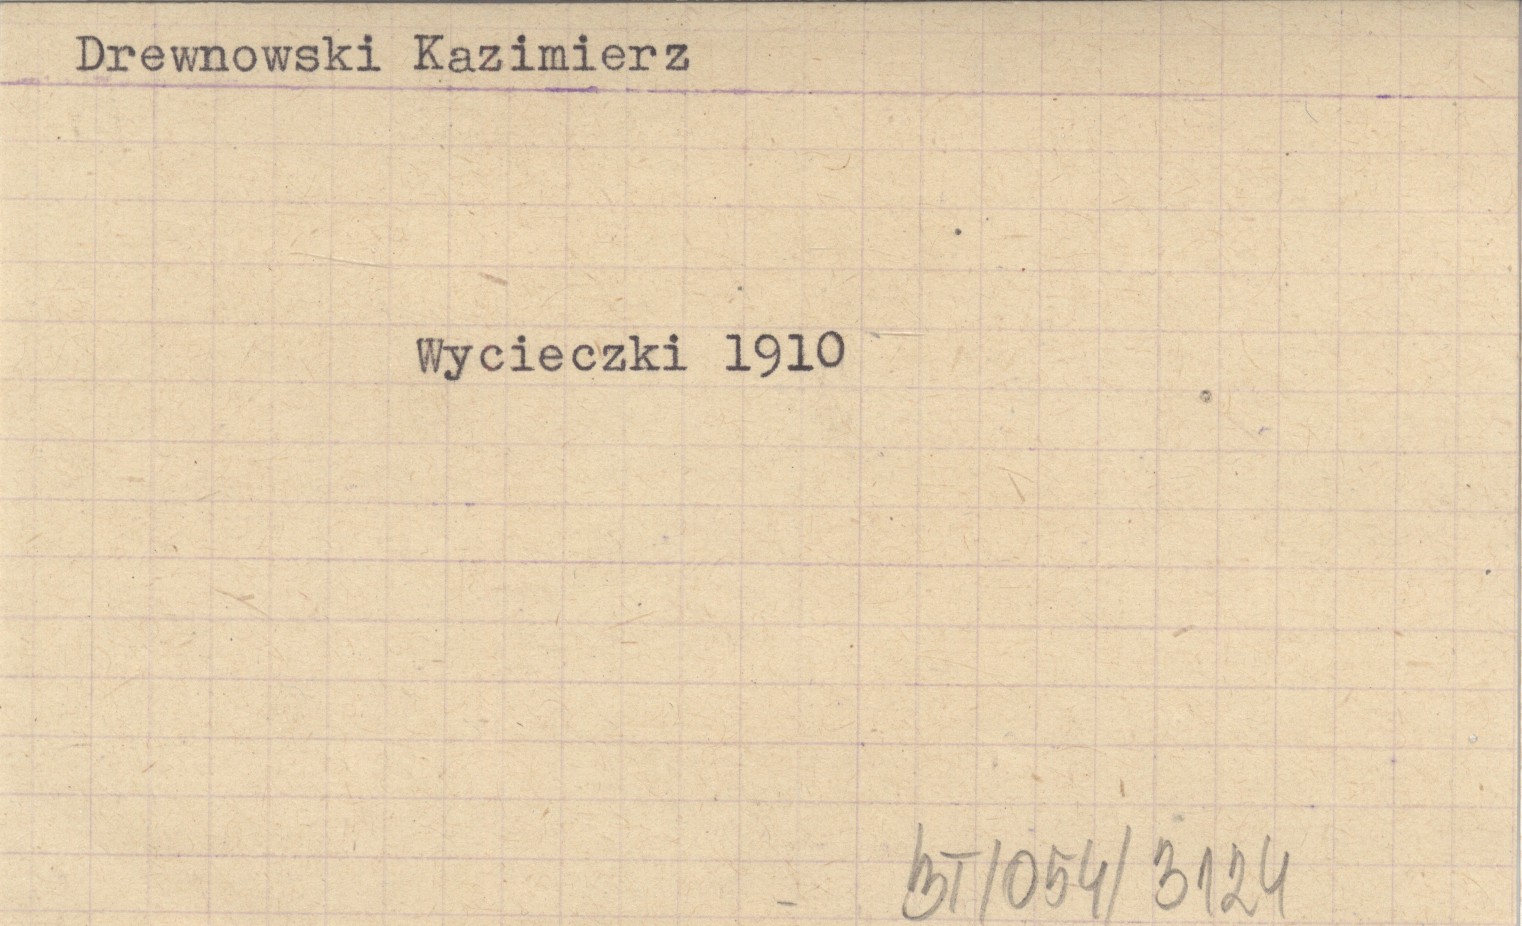 Drewnowski Kazimierz
Wycieczki 1910
BT/054/3124